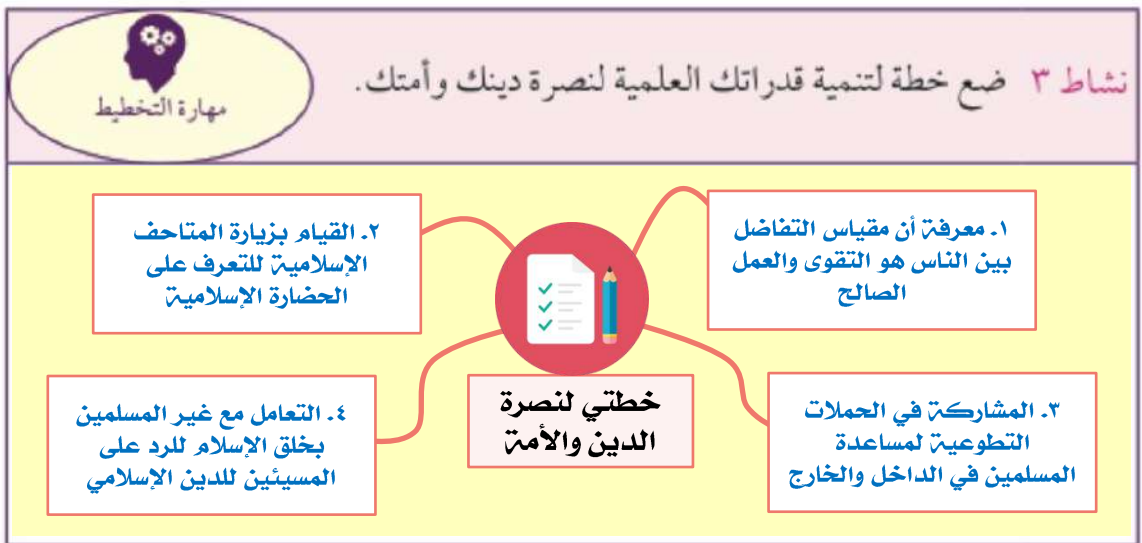 نشاط ٣ ضع خطة لتنمية قدراتك العلمية لنصرة دينك وأمتك.
مهارة التخطيط
١. معرفة أن مقياس التفاضل
بين الناس هو التقوى والعمل
الصالح
٢. القيام بزيارة المتاحف
الإسلامية للتعرف على
الحضارة الإسلامية
خطتي لنصرة
الدين والأمة
٣. المشاركة في الحملات
التطوعية لمساعدة
المسلمين في الداخل والخارج
٤. التعامل مع غير المسلمين
بخلق الإسلام للرد على
المسيئين للدين الإسلامي